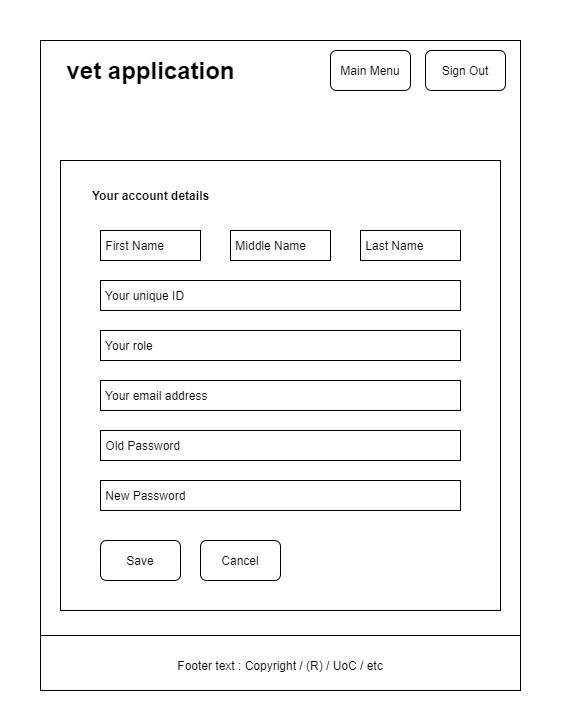 vet application
Main Menu
Sign Out
Your account details
First Name
Middle Name
Last Name
Your unique ID
Your role
Your email address
Old Password
New Password
Save
Cancel
Footer text : Copyright / (R) / UoC / etc